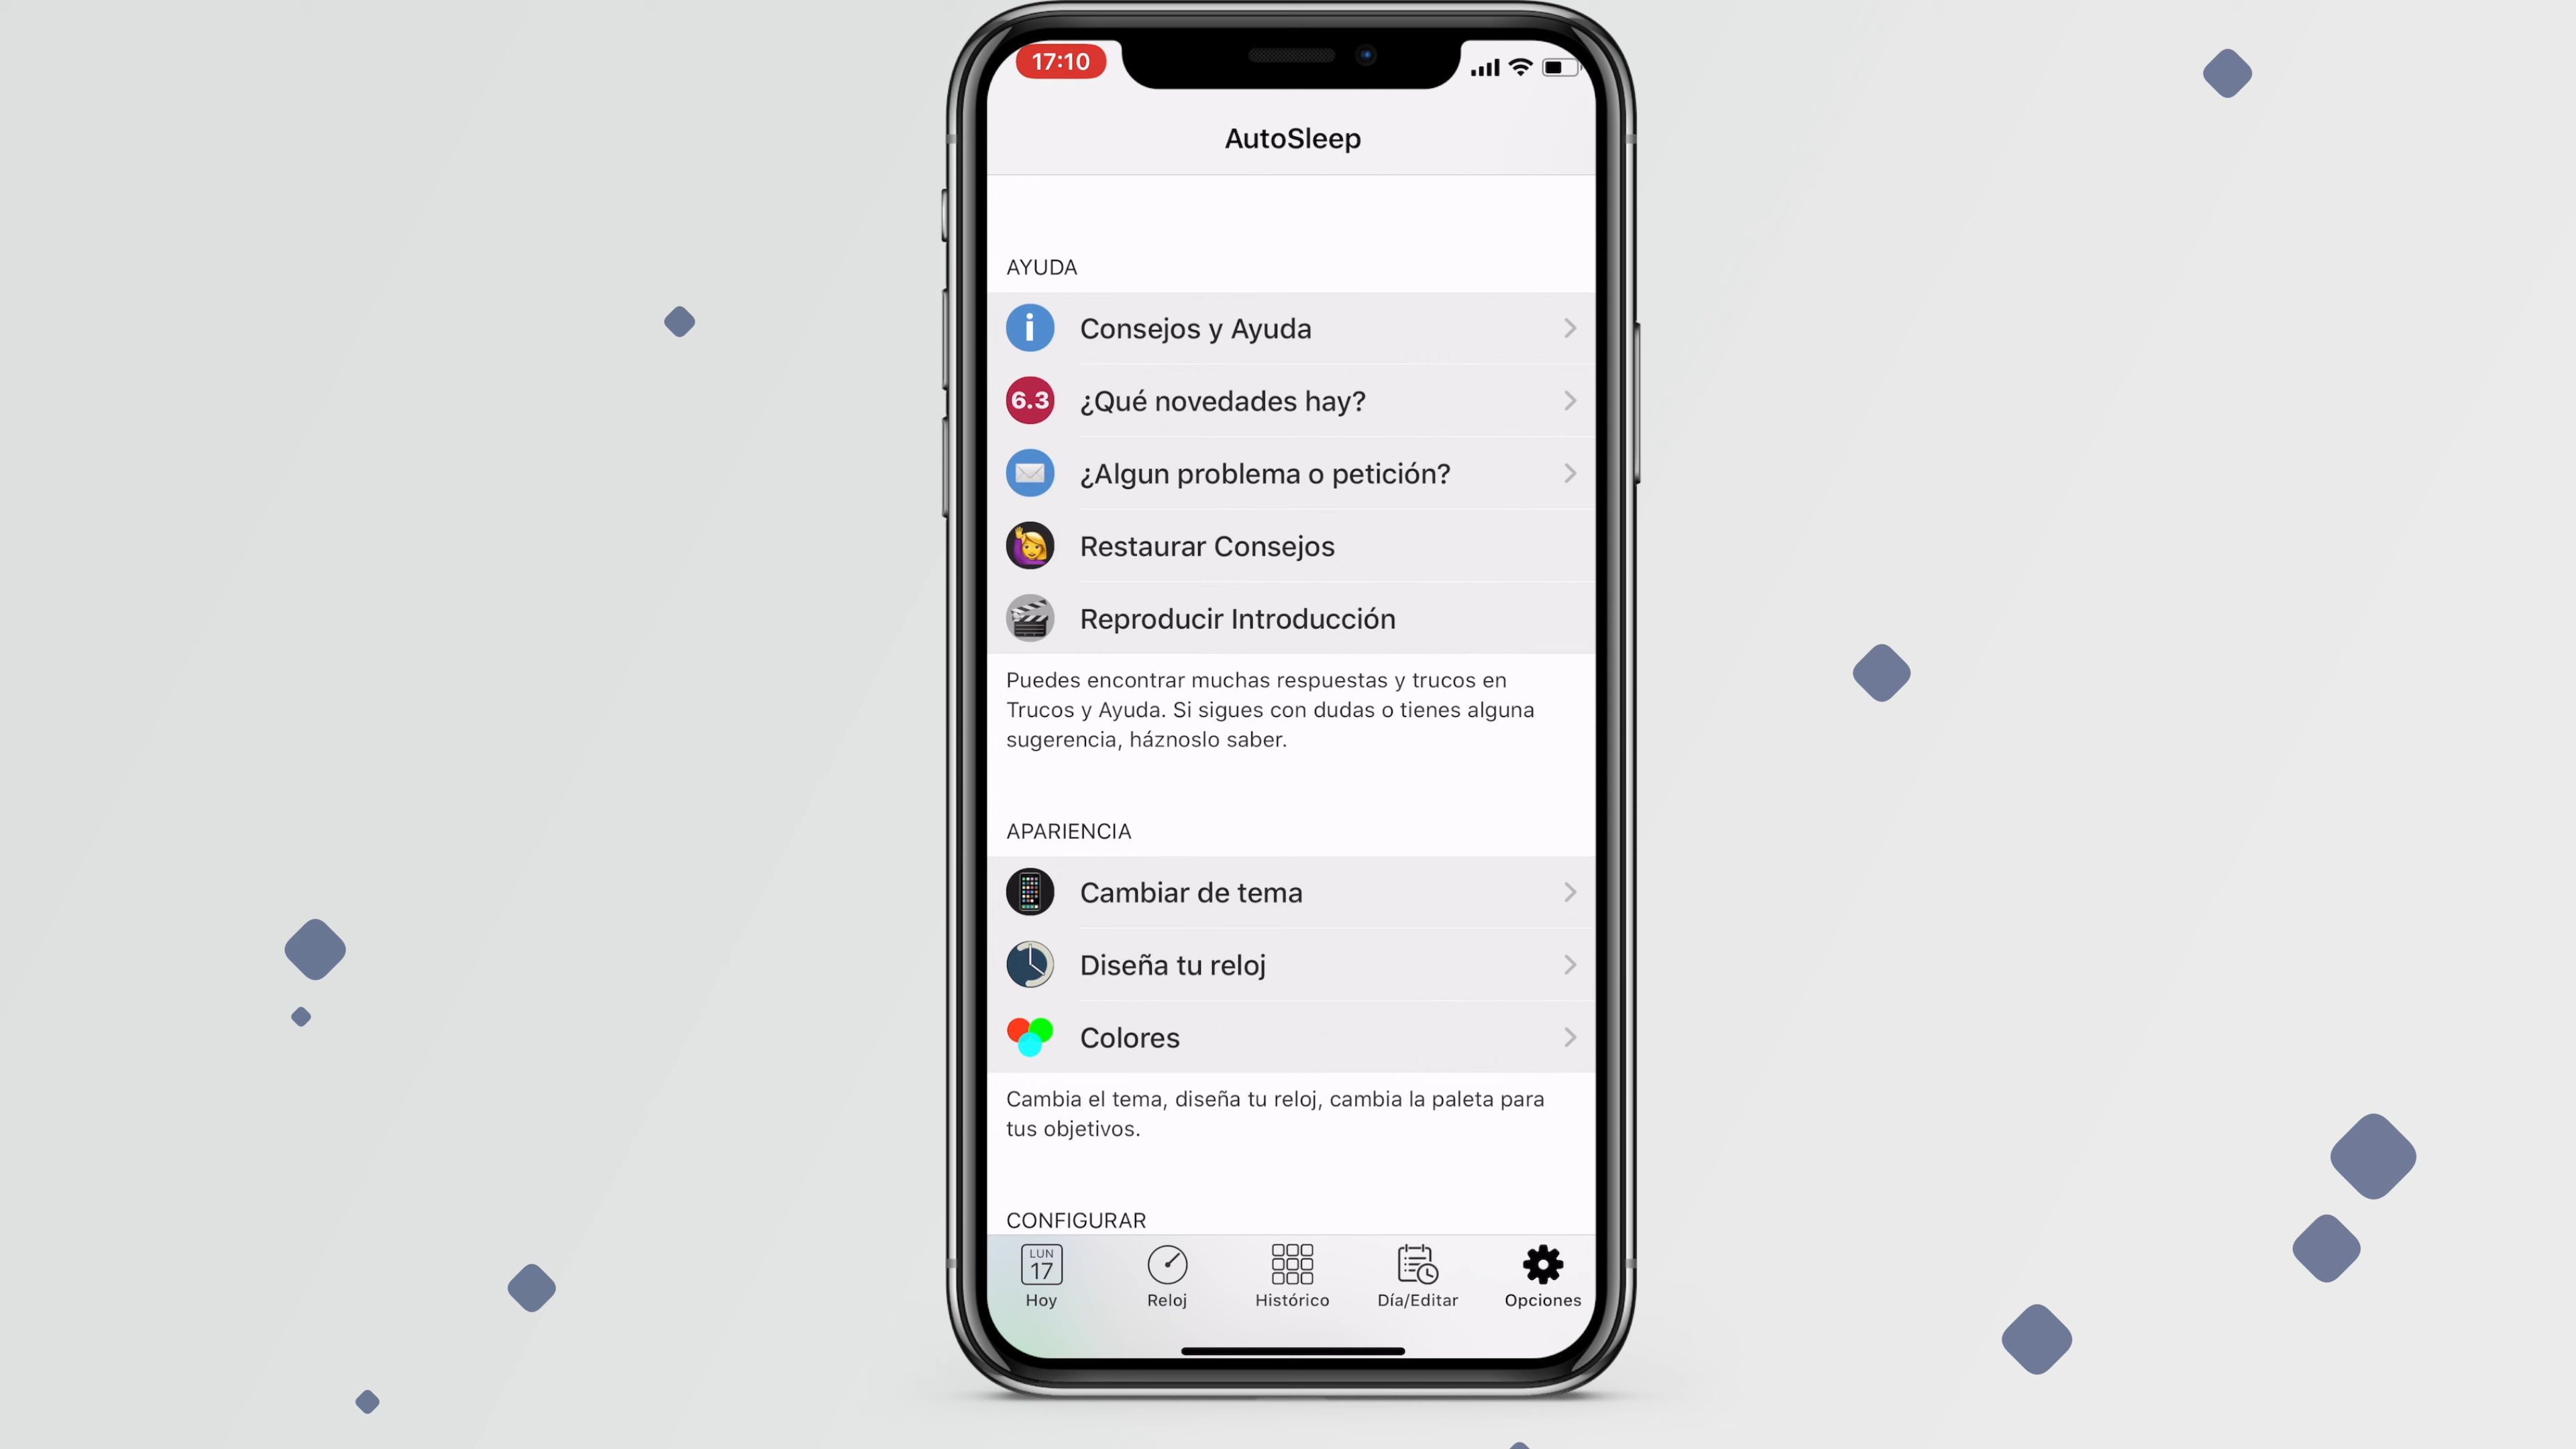 17:10
AutoSleep
AYUDA
Consejos y Ayuda
6.3 ¿Qué novedades hay?
¿Algun problema o petición?
Restaurar Consejos
Reproducir Introducción
Puedes encontrar muchas respuestas y trucos en
Trucos y Ayuda. Si sigues con dudas o tienes alguna
sugerencia, háznoslo saber.
APARIENCIA
Cambiar de tema
Diseña tu reloj
Colores
Cambia el tema, diseña tu reloj, cambia la paleta para
tus objetivos.
CONFIGURAR
LUN
17
Hoy Reloj Histórico Día/Editar Opciones